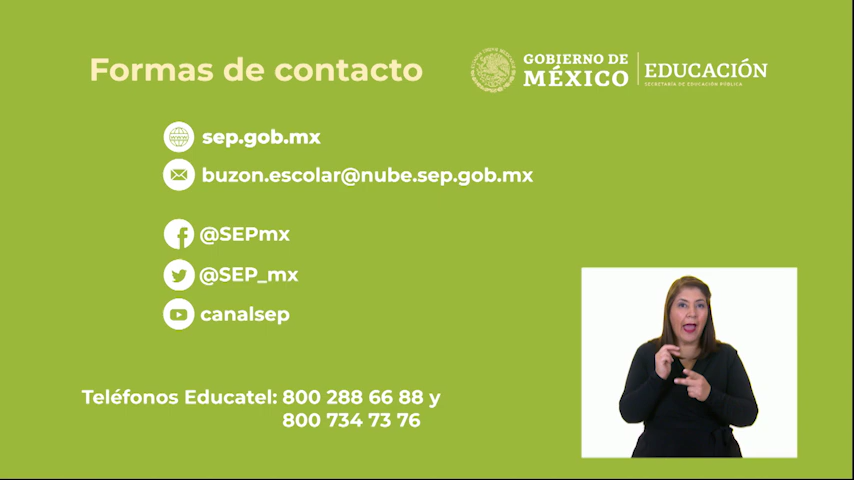 Formas de contacto
GOBIERNO DE
MÉXICO
EDUCACIÓN
SECRETARÍA DE EDUCACIÓN PÚBLICA
sep.gob.mx
buzon.escolar@nube.sep.gob.mx
@SEPmx
@SEP_mx
canalsep
Teléfonos Educatel: 800 288 66 88 y
800 734 73 76